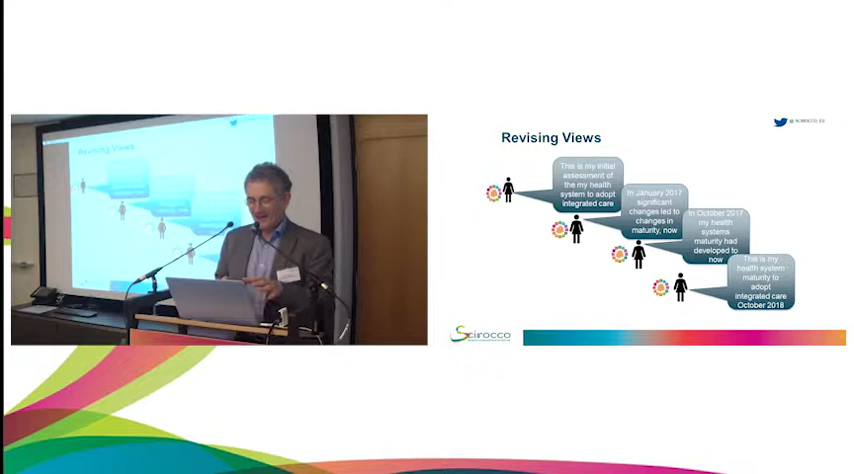 Revising Views
@ SCIROCCO_EU
Revising Views
This is my initial
assessment of
the my health
system to adopt
integrated care
In January 2017
significant
changes led to
changes in
maturity, now
In October 2017
my health
systems
maturity had
developed to
now
This is my
health system
maturity to
adopt
integrated care
October 2018
Scirocco